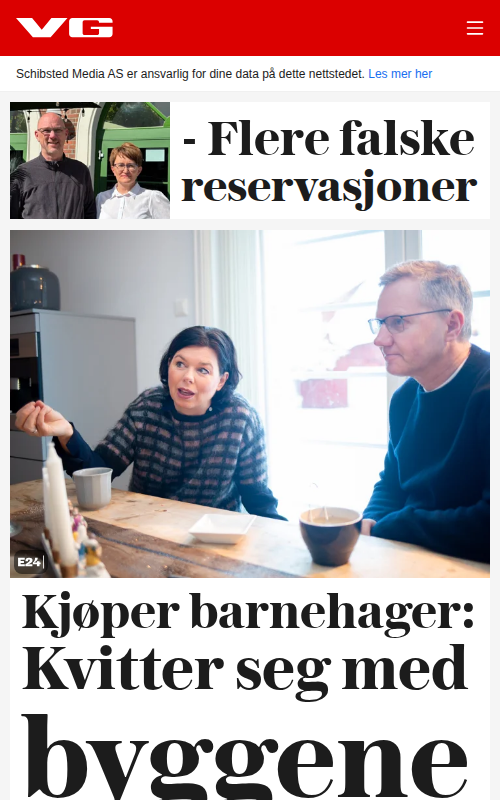 VG
Schibsted Media AS er ansvarlig for dine data på dette nettstedet. Les mer her
- Flere falske
reservasjoner
E24
Kjøper barnehager:
Kvitter seg med
byggene